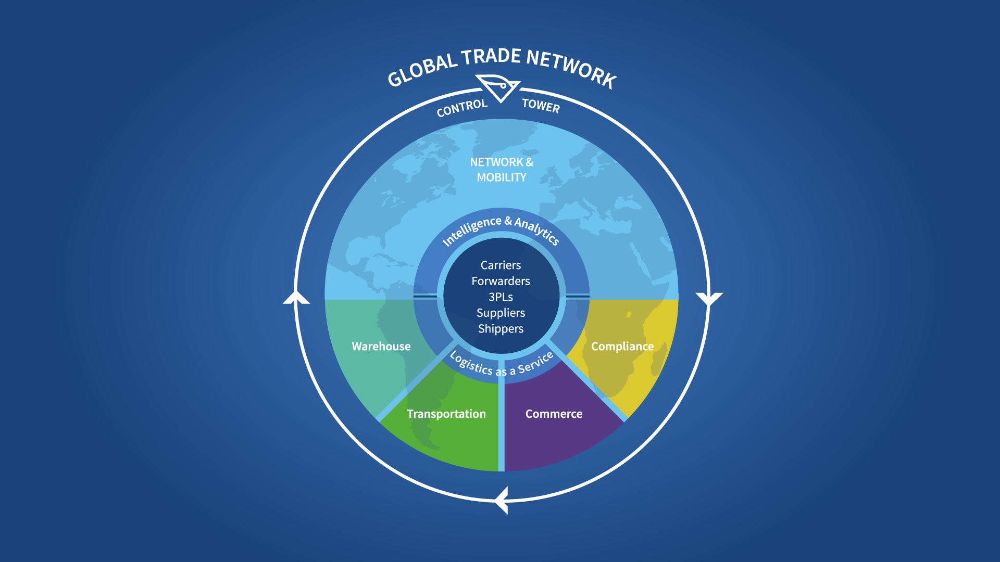 GLOBAL TRADE NETWORK
CONTROL TOWER
NETWORK &
MOBILITY
Intelligence & Analytics
Carriers
Forwarders
3PLs
Suppliers
Shippers
Warehouse
Compliance
Logistics as a Service
Transportation
Commerce